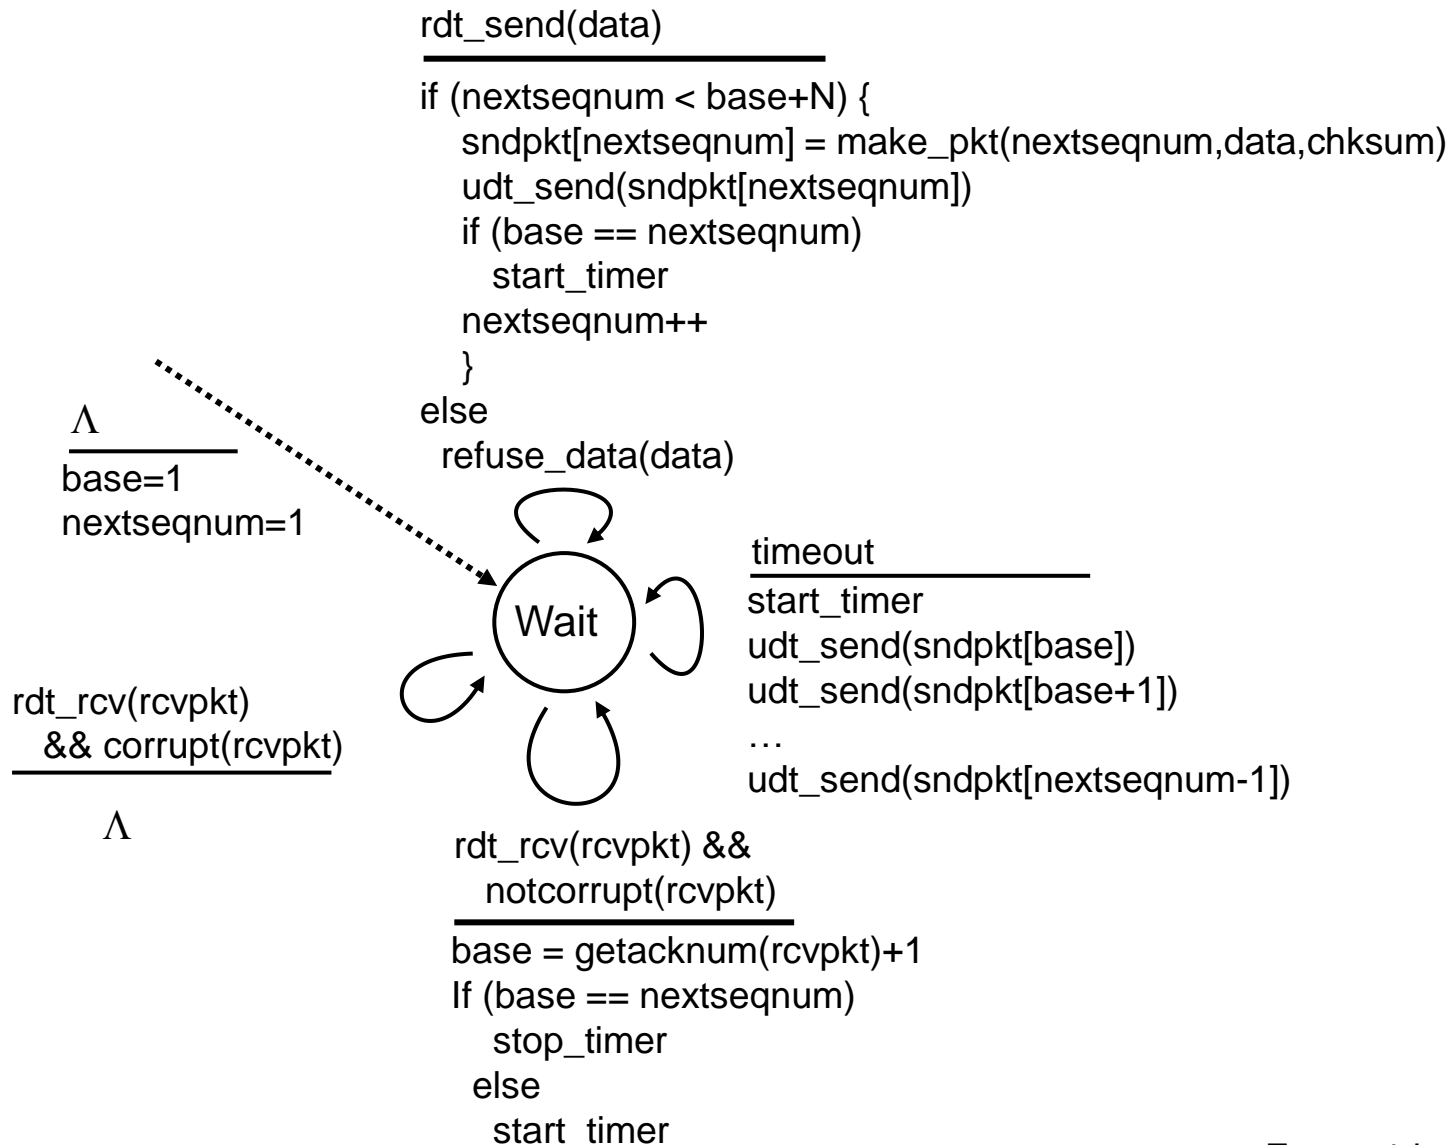 rdt_send(data)
if (nextseqnum < base+N) {
sndpkt[nextseqnum] = make_pkt(nextseqnum,data,chksum)
udt_send(sndpkt[nextseqnum])
if (base == nextseqnum)
start_timer
nextseqnum++
}
else
refuse_data(data)
Λ
base=1
nextseqnum=1
Wait
timeout
start_timer
udt_send(sndpkt[base])
udt_send(sndpkt[base+1])
…
udt_send(sndpkt[nextseqnum-1])
rdt_rcv(rcvpkt)
&& corrupt(rcvpkt)
Λ
rdt_rcv(rcvpkt) &&
notcorrupt(rcvpkt)
base = getacknum(rcvpkt)+1
If (base == nextseqnum)
stop_timer
else
start_timer